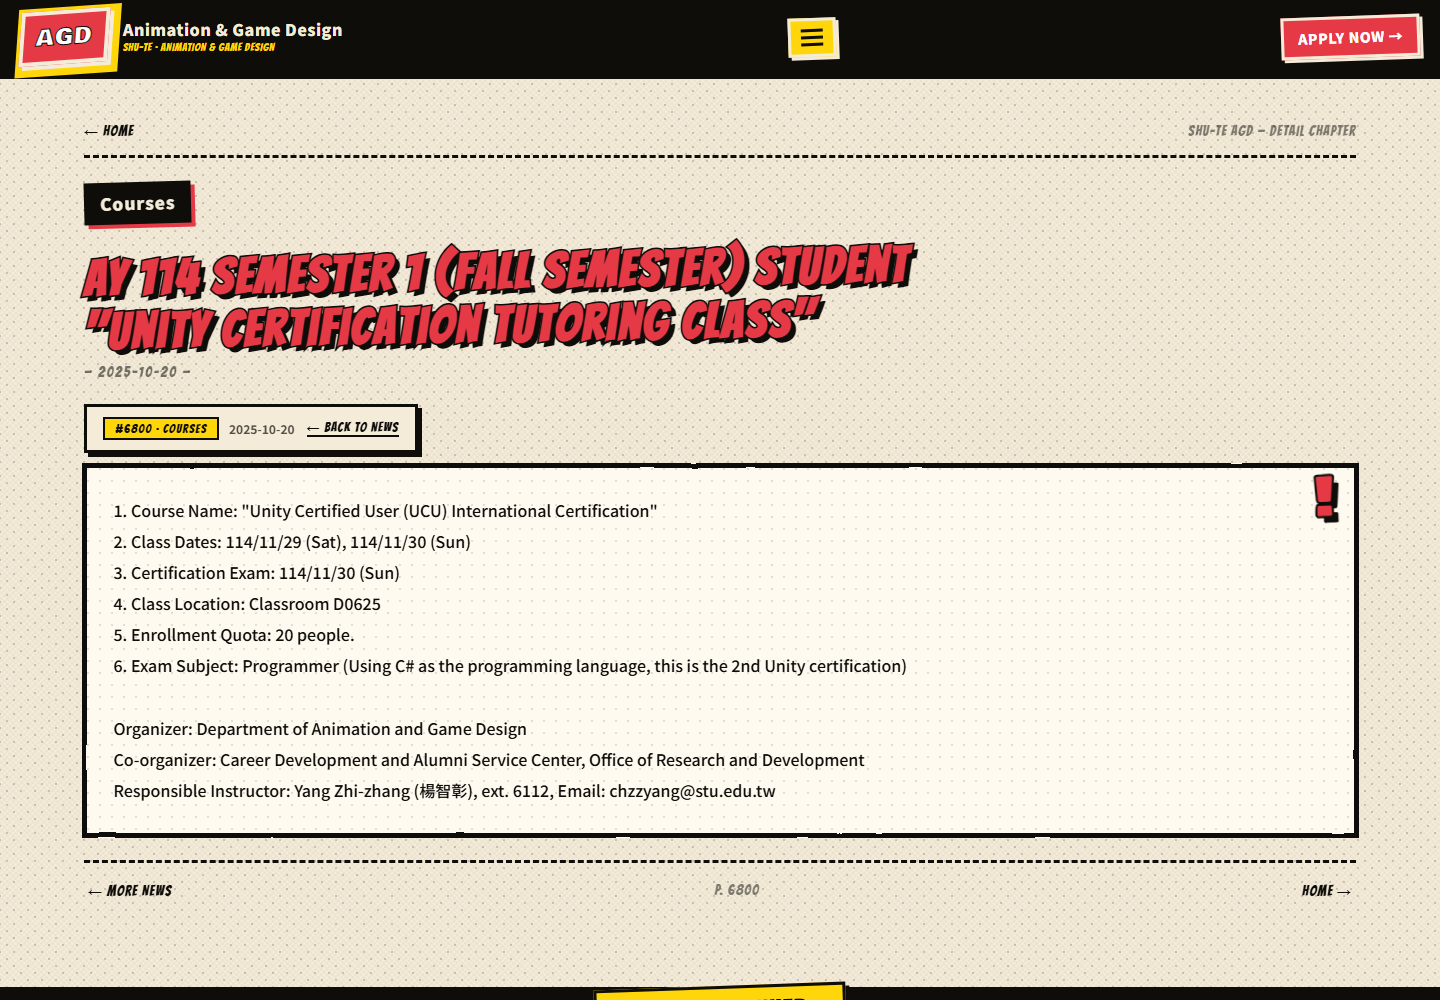 AGD
Animation & Game Design
SHU-TE · ANIMATION & GAME DESIGN
APPLY NOW →
← HOME
SHU-TE AGD — DETAIL CHAPTER
Courses
AY 114 SEMESTER 1 (FALL SEMESTER) STUDENT
"UNITY CERTIFICATION TUTORING CLASS"
— 2025-10-20 —
#6800 · COURSES
2025-10-20
← BACK TO NEWS
!
1. Course Name: "Unity Certified User (UCU) International Certification"
2. Class Dates: 114/11/29 (Sat), 114/11/30 (Sun)
3. Certification Exam: 114/11/30 (Sun)
4. Class Location: Classroom D0625
5. Enrollment Quota: 20 people.
6. Exam Subject: Programmer (Using C# as the programming language, this is the 2nd Unity certification)
Organizer: Department of Animation and Game Design
Co-organizer: Career Development and Alumni Service Center, Office of Research and Development
Responsible Instructor: Yang Zhi-zhang (楊智彰), ext. 6112, Email: chzzyang@stu.edu.tw
← MORE NEWS
P. 6800
HOME →